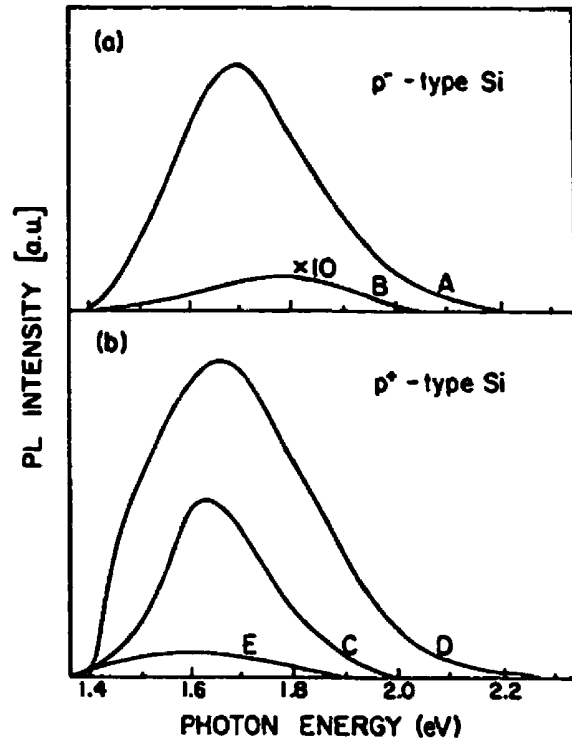 (a)
p⁻ - type Si
×10
B
A
(b)
p⁺ - type Si
E
C
D
1.4 1.6 1.8 2.0 2.2
PHOTON ENERGY (eV)
PL INTENSITY [a.u.]